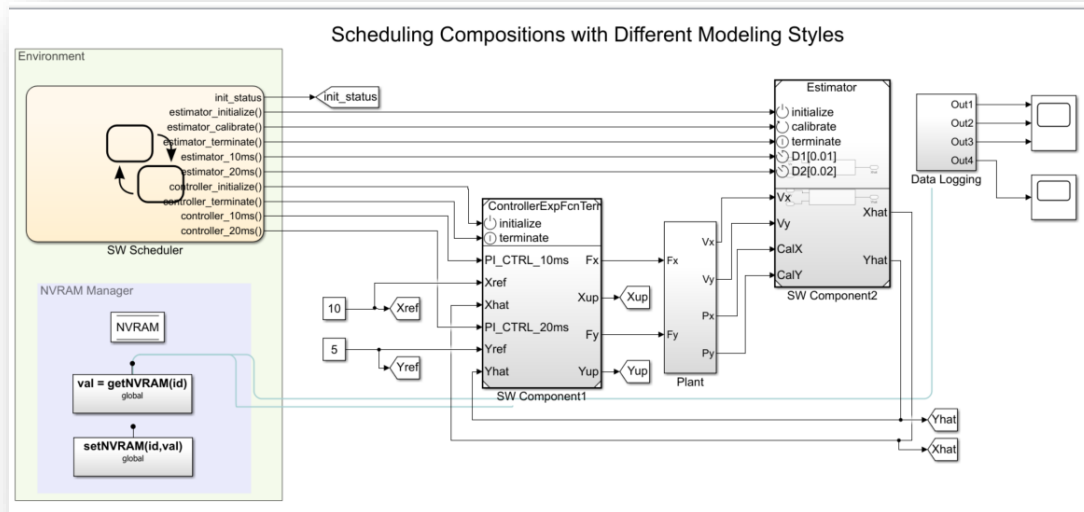 Scheduling Compositions with Different Modeling Styles
Environment
init_status
estimator_initialize()
estimator_calibrate()
estimator_terminate()
estimator_10ms()
estimator_20ms()
controller_initialize()
controller_terminate()
controller_10ms()
controller_20ms()
SW Scheduler
init_status
NVRAM Manager
NVRAM
val = getNVRAM(id)
global
setNVRAM(id,val)
global
10
Xref
5
Yref
ControllerExpFcnTerr
initialize
terminate
PI_CTRL_10ms
Xref
Xhat
PI_CTRL_20ms
Yref
Yhat
Fx
Xup
Fy
Yup
SW Component1
Xup
Yup
Fx
Fy
Vx
Vy
Px
Py
Plant
Estimator
initialize
calibrate
terminate
D1[0.01]
D2[0.02]
Vx
Vy
CalX
CalY
Xhat
Yhat
SW Component2
Out1
Out2
Out3
Out4
Data Logging
Yhat
Xhat